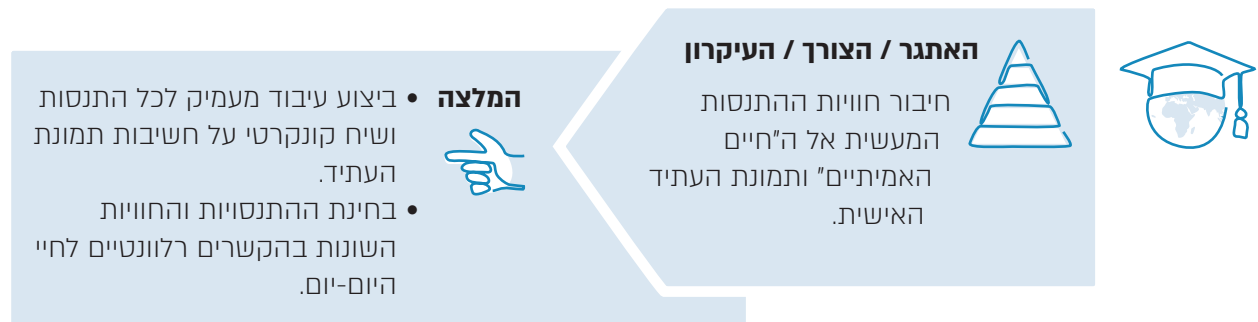 האתגר / הצורך / העיקרון
חיבור חוויות ההתנסות
המעשית אל ה"חיים
האמיתיים" ותמונת העתיד
האישית.
המלצה
• ביצוע עיבוד מעמיק לכל התנסות
ושיח קונקרטי על חשיבות תמונת
העתיד.
• בחינת ההתנסויות והחוויות
השונות בהקשרים רלוונטיים לחיי
היום-יום.